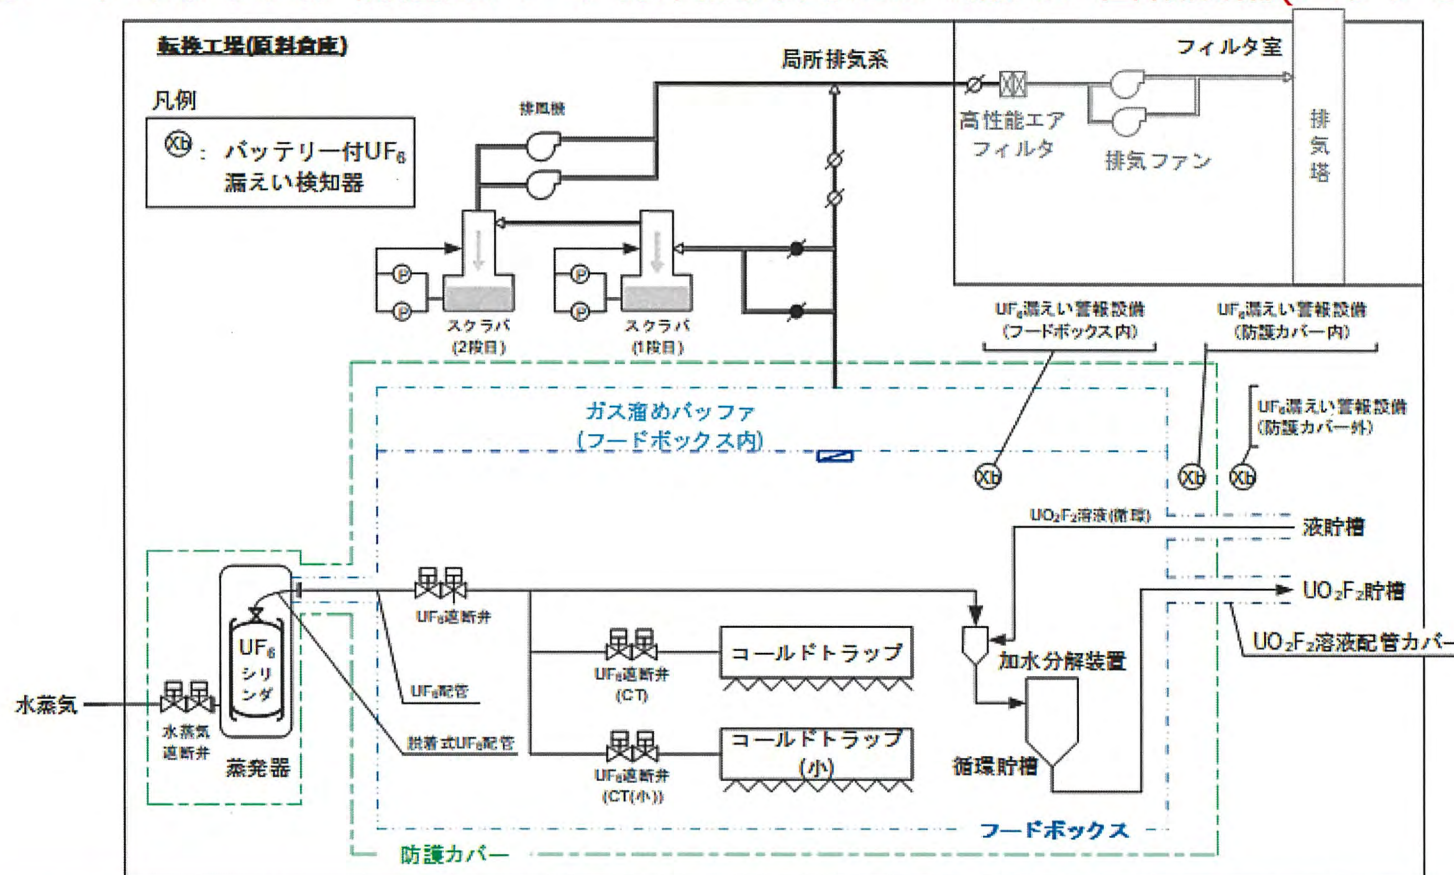 転換工場(原料倉庫)
凡例
Xb : バッテリー付UF₆
漏えい検知器
排風機
局所排気系
フィルタ室
高性能エア
フィルタ
排気ファン
排気塔
P
P
スクラバ
(2段目)
P
P
スクラバ
(1段目)
UF₆漏えい警報設備
(フードボックス内)
UF₆漏えい警報設備
(防護カバー内)
UF₆漏えい警報設備
(防護カバー外)
ガス溜めバッファ
(フードボックス内)
Xb
Xb
Xb
UO₂F₂溶液(循環)
液貯槽
UO₂F₂貯槽
UO₂F₂溶液配管カバー
UF₆遮断弁
UF₆
シリ
ンダ
水蒸気
水蒸気
遮断弁
蒸発器
UF₆配管
脱着式UF₆配管
UF₆遮断弁
(CT)
コールドトラップ
UF₆遮断弁
(CT(小))
コールドトラップ
(小)
加水分解装置
循環貯槽
フードボックス
防護カバー